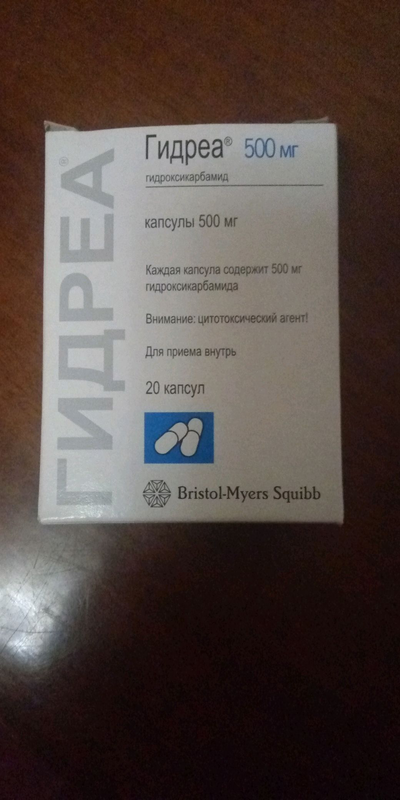 ГИДРЕА®
Гидреа® 500 мг
гидроксикарбамид
капсулы 500 мг
Каждая капсула содержит 500 мг
гидроксикарбамида
Внимание: цитотоксический агент!
Для приема внутрь
20 капсул
Bristol-Myers Squibb